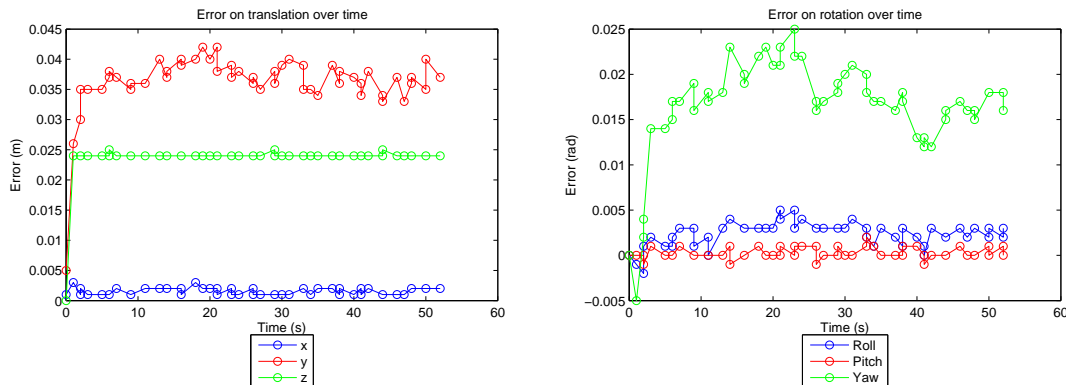 Error on translation over time
0.045
0.04
0.035
0.03
0.025
0.02
0.015
0.01
0.005
0
Error (m)
0 10 20 30 40 50 60
Time (s)
x
y
z
Error on rotation over time
0.025
0.02
0.015
0.01
0.005
0
−0.005
Error (rad)
0 10 20 30 40 50 60
Time (s)
Roll
Pitch
Yaw